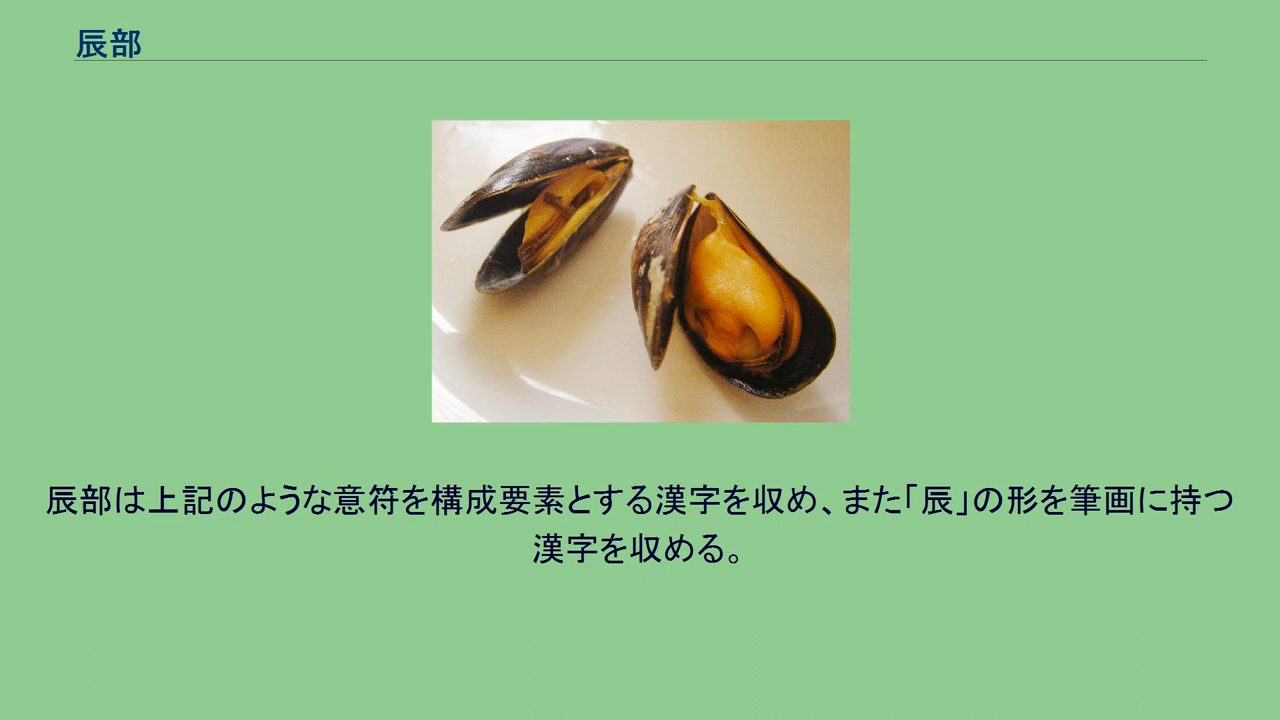 辰部
辰部は上記のような意符を構成要素とする漢字を収め、また「辰」の形を筆画に持つ
漢字を収める。